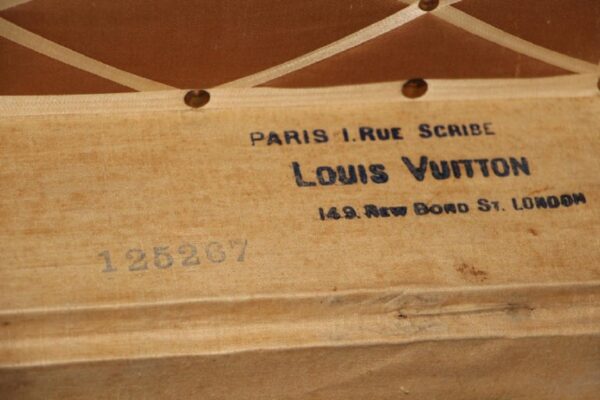 PARIS 1. RUE SCRIBE
LOUIS VUITTON
149. NEW BOND ST. LONDON
125267